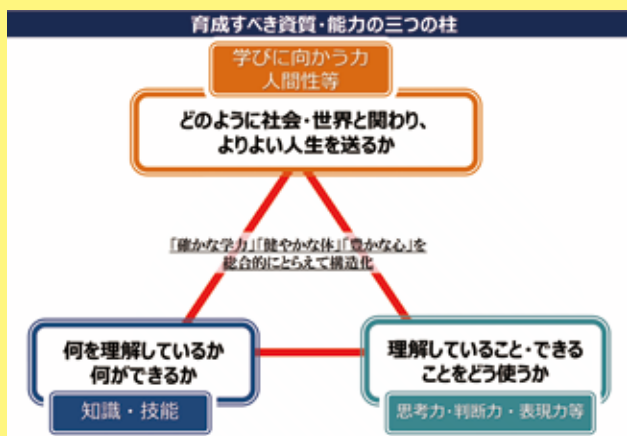 育成すべき資質・能力の三つの柱
学びに向かう力
人間性等
どのように社会・世界と関わり、
よりよい人生を送るか
「確かな学力」「健やかな体」「豊かな心」を
総合的にとらえて構造化
何を理解しているか
何ができるか
知識・技能
理解していること・できる
ことをどう使うか
思考力・判断力・表現力等